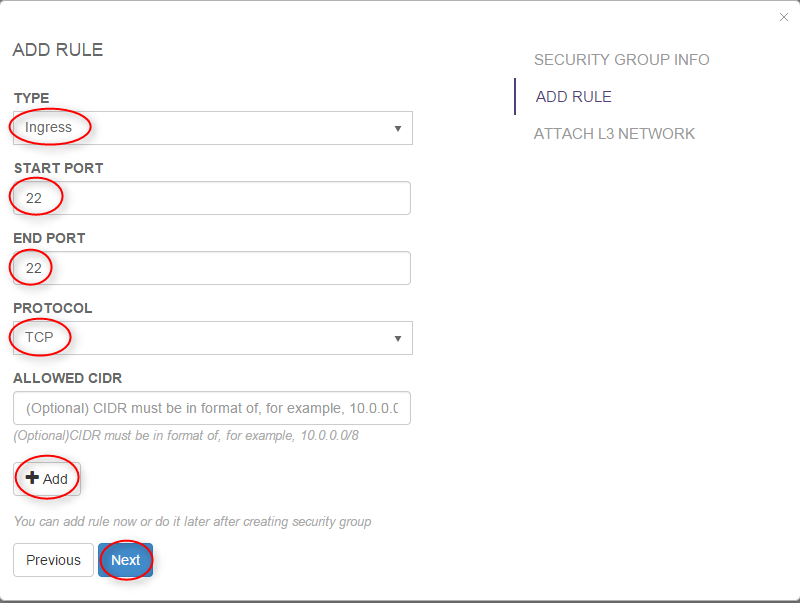 ×
ADD RULE
TYPE
Ingress
START PORT
22
END PORT
22
PROTOCOL
TCP
ALLOWED CIDR
(Optional) CIDR must be in format of, for example, 10.0.0.0
(Optional)CIDR must be in format of, for example, 10.0.0.0/8
+ Add
You can add rule now or do it later after creating security group
Previous Next
SECURITY GROUP INFO
ADD RULE
ATTACH L3 NETWORK